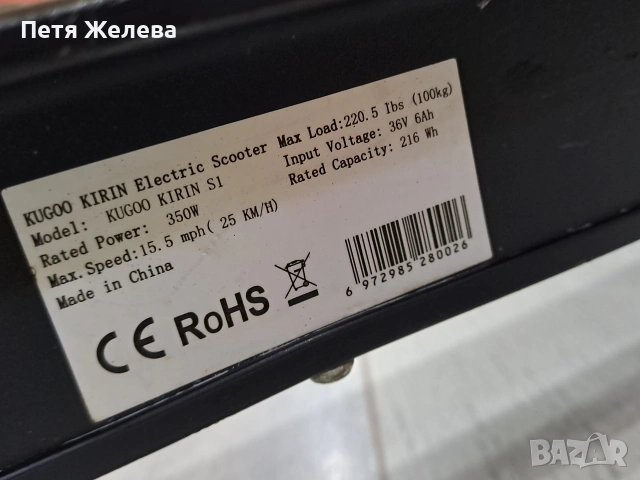 Петя Желева
KUGOO KIRIN Electric Scooter
Model: KUGOO KIRIN S1
Rated Power: 350W
Max.Speed:15.5 mph( 25 KM/H)
Made in China
Max Load:220.5 lbs (100kg)
Input Voltage: 36V 6Ah
Rated Capacity: 216 Wh
CE RoHS
6 972985 280026
BAZAR